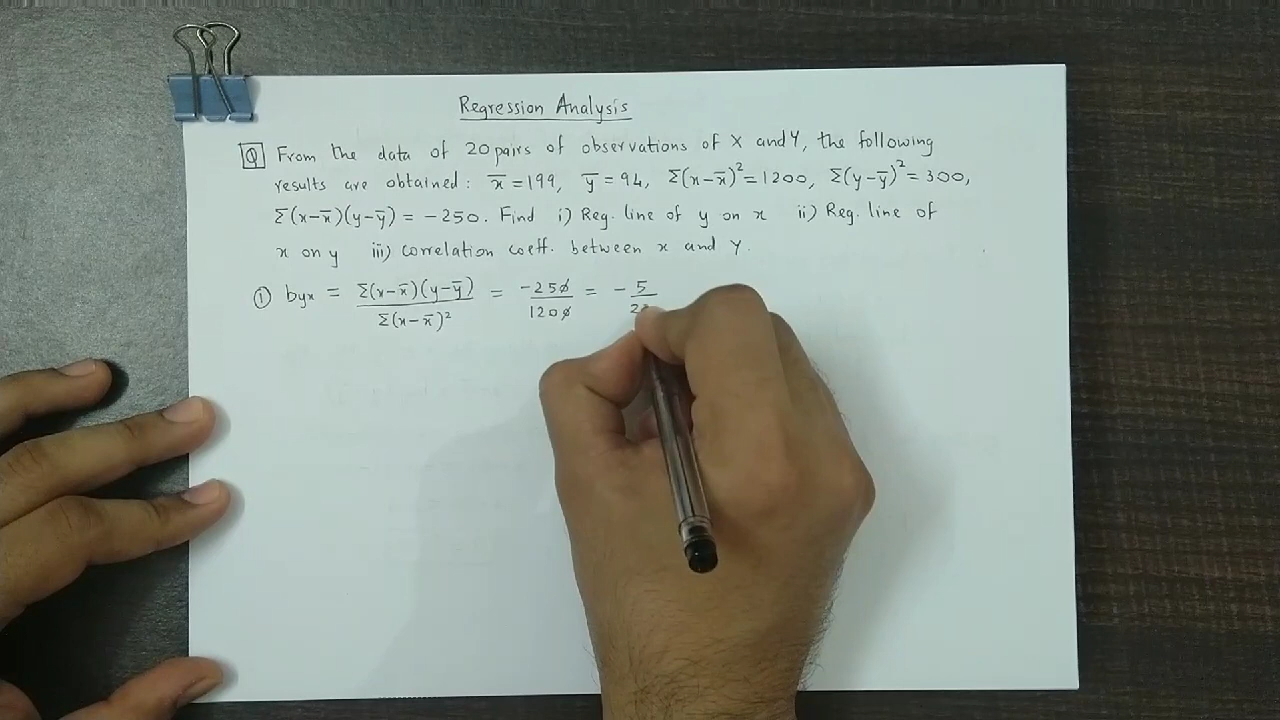 Regression Analysis
Q From the data of 20 pairs of observations of X and Y, the following
results are obtained: x̅ = 199, y̅ = 94, Σ(x-x̅)² = 1200, Σ(y-y̅)² = 300,
Σ(x-x̅)(y-y̅) = -250. Find i) Reg. line of y on x ii) Reg. line of
x on y iii) Correlation coeff. between x and Y.
① byx = Σ(x-x̅)(y-y̅) / Σ(x-x̅)² = -250 / 1200 = - 5 /